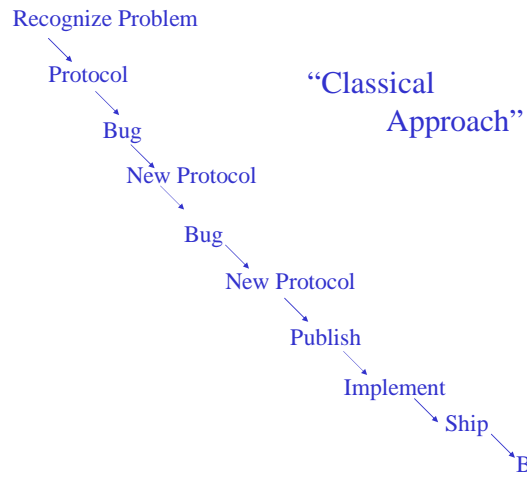 Recognize Problem
Protocol
“Classical
Approach”
Bug
New Protocol
Bug
New Protocol
Publish
Implement
Ship